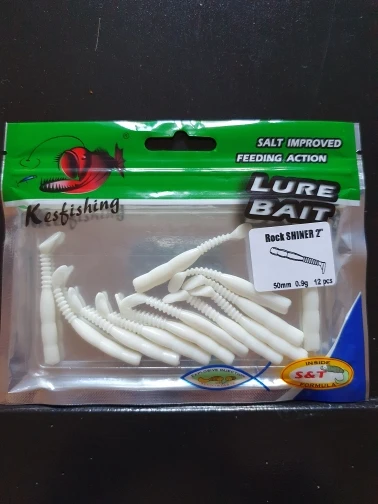 SALT IMPROVED
FEEDING ACTION
Kesfishing
LURE
BAIT
Rock SHINER 2"
50mm 0.9g 12 pcs
INSIDE
S&T
FORMULA